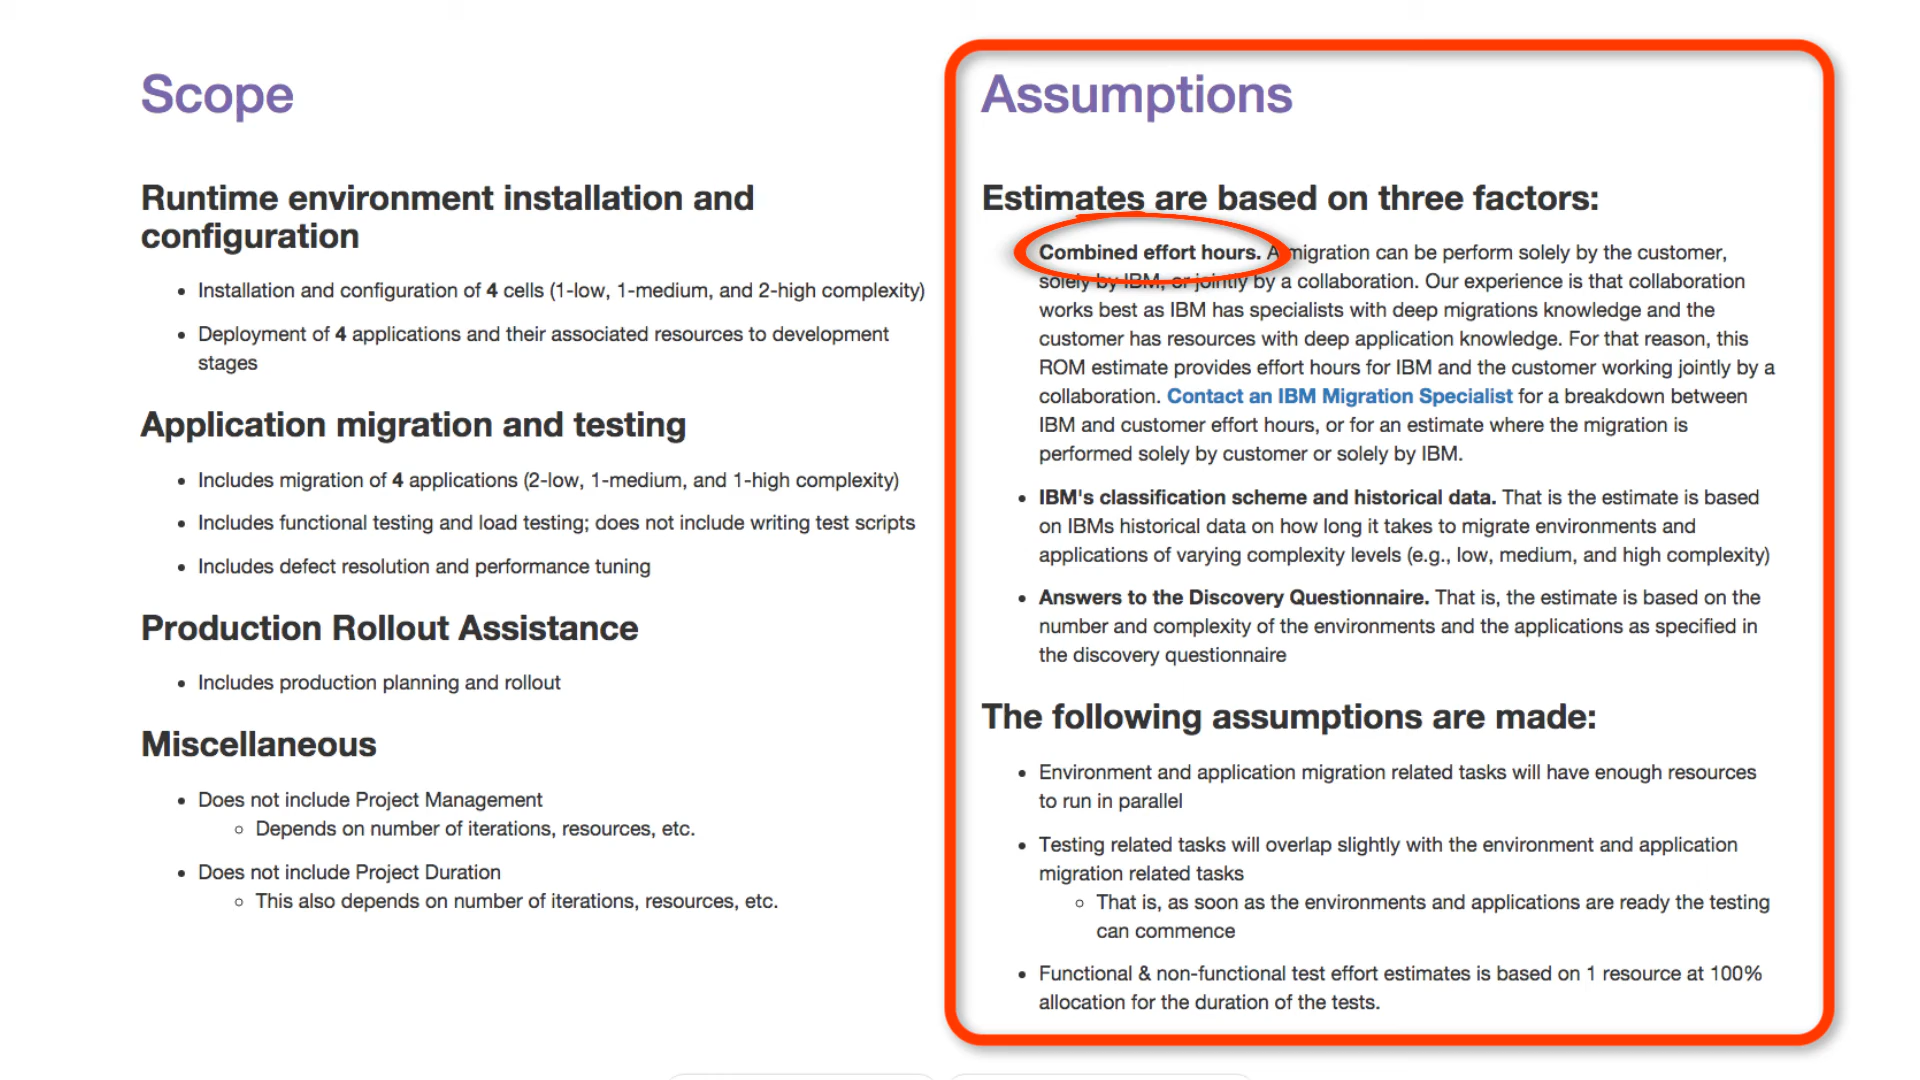 Scope
Runtime environment installation and
configuration
• Installation and configuration of 4 cells (1-low, 1-medium, and 2-high complexity)
• Deployment of 4 applications and their associated resources to development
stages
Application migration and testing
• Includes migration of 4 applications (2-low, 1-medium, and 1-high complexity)
• Includes functional testing and load testing; does not include writing test scripts
• Includes defect resolution and performance tuning
Production Rollout Assistance
• Includes production planning and rollout
Miscellaneous
• Does not include Project Management
◦ Depends on number of iterations, resources, etc.
• Does not include Project Duration
◦ This also depends on number of iterations, resources, etc.
Assumptions
Estimates are based on three factors:
Combined effort hours. A migration can be perform solely by the customer,
solely by IBM, or jointly by a collaboration. Our experience is that collaboration
works best as IBM has specialists with deep migrations knowledge and the
customer has resources with deep application knowledge. For that reason, this
ROM estimate provides effort hours for IBM and the customer working jointly by a
collaboration. Contact an IBM Migration Specialist for a breakdown between
IBM and customer effort hours, or for an estimate where the migration is
performed solely by customer or solely by IBM.
• IBM's classification scheme and historical data. That is the estimate is based
on IBMs historical data on how long it takes to migrate environments and
applications of varying complexity levels (e.g., low, medium, and high complexity)
• Answers to the Discovery Questionnaire. That is, the estimate is based on the
number and complexity of the environments and the applications as specified in
the discovery questionnaire
The following assumptions are made:
• Environment and application migration related tasks will have enough resources
to run in parallel
• Testing related tasks will overlap slightly with the environment and application
migration related tasks
◦ That is, as soon as the environments and applications are ready the testing
can commence
• Functional & non-functional test effort estimates is based on 1 resource at 100%
allocation for the duration of the tests.